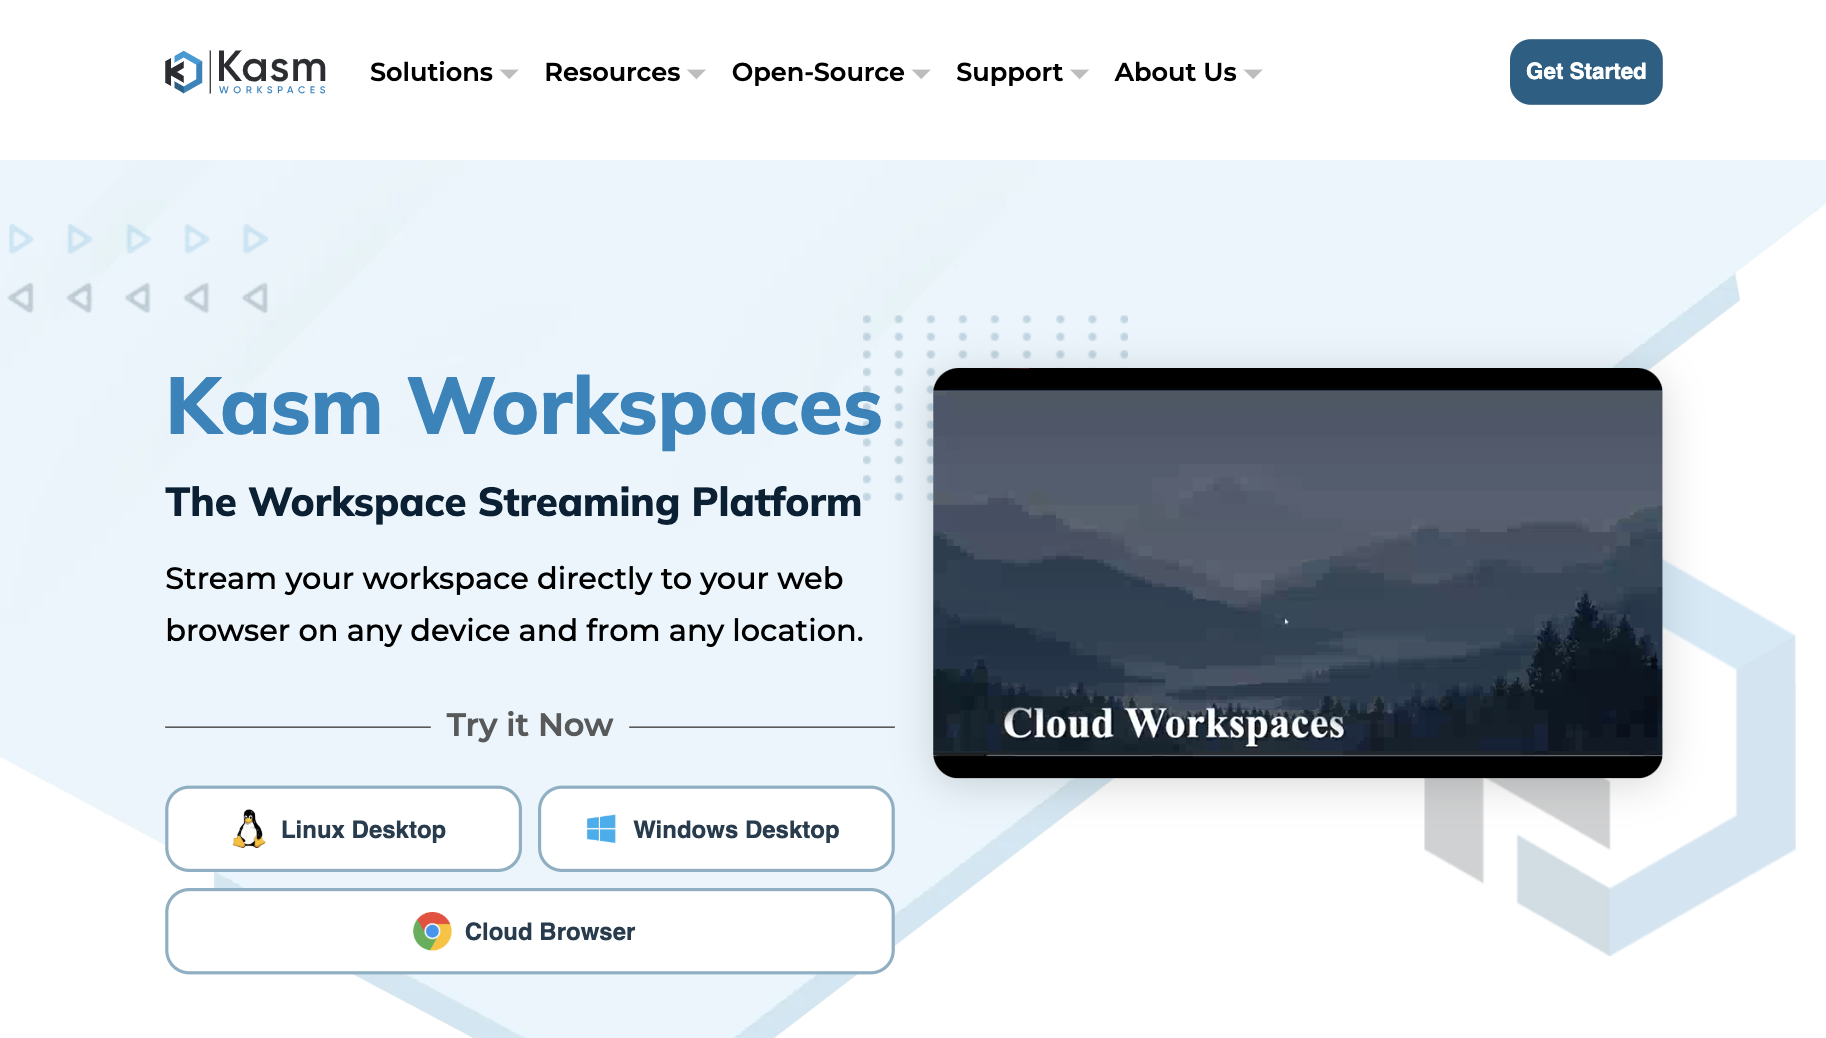 Kasm
WORKSPACES
Solutions
Resources
Open-Source
Support
About Us
Get Started
Kasm Workspaces
The Workspace Streaming Platform
Stream your workspace directly to your web
browser on any device and from any location.
Try it Now
Linux Desktop
Windows Desktop
Cloud Browser
Cloud Workspaces